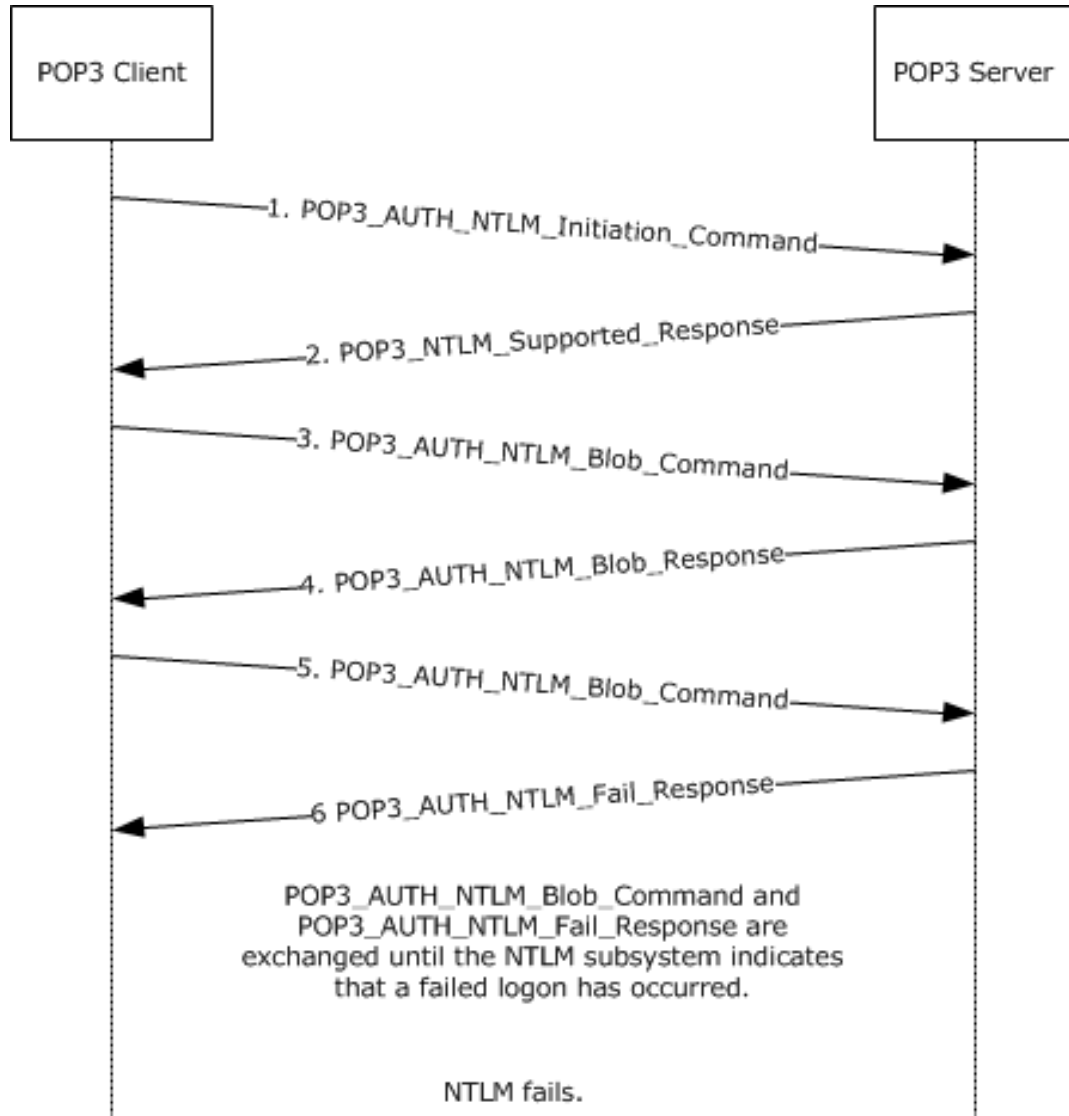 POP3 Client
POP3 Server
1. POP3_AUTH_NTLM_Initiation_Command
2. POP3_NTLM_Supported_Response
3. POP3_AUTH_NTLM_Blob_Command
4. POP3_AUTH_NTLM_Blob_Response
5. POP3_AUTH_NTLM_Blob_Command
6 POP3_AUTH_NTLM_Fail_Response
POP3_AUTH_NTLM_Blob_Command and
POP3_AUTH_NTLM_Fail_Response are
exchanged until the NTLM subsystem indicates
that a failed logon has occurred.
NTLM fails.